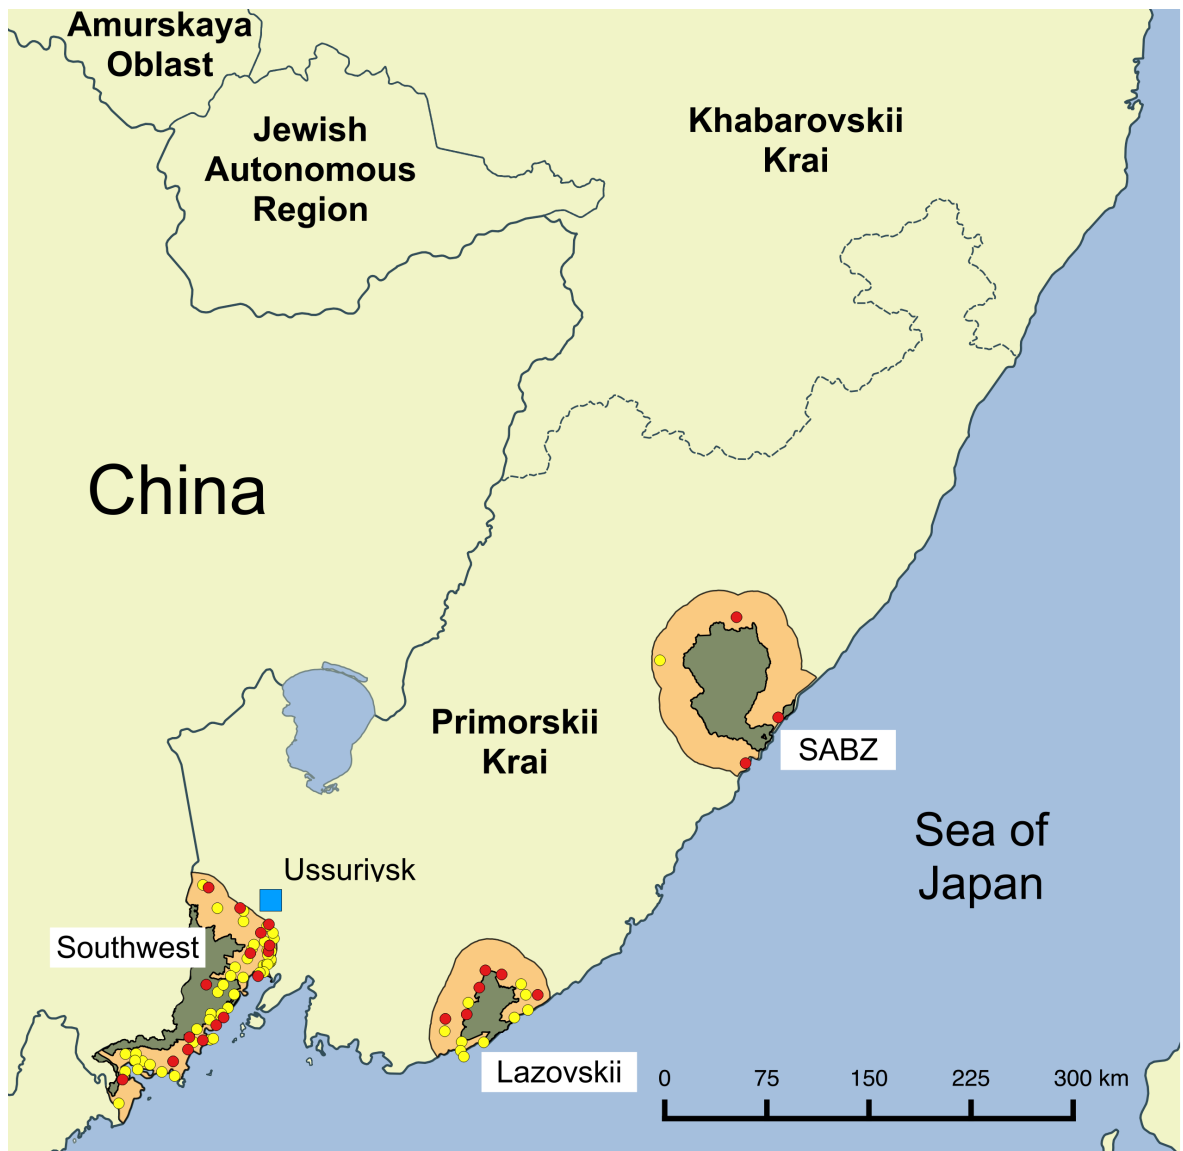 Amurskaya
Oblast
Jewish
Autonomous
Region
Khabarovskii
Krai
China
Primorskii
Krai
SABZ
Sea of
Japan
Ussurivsk
Southwest
Lazovskii
0 75 150 225 300 km